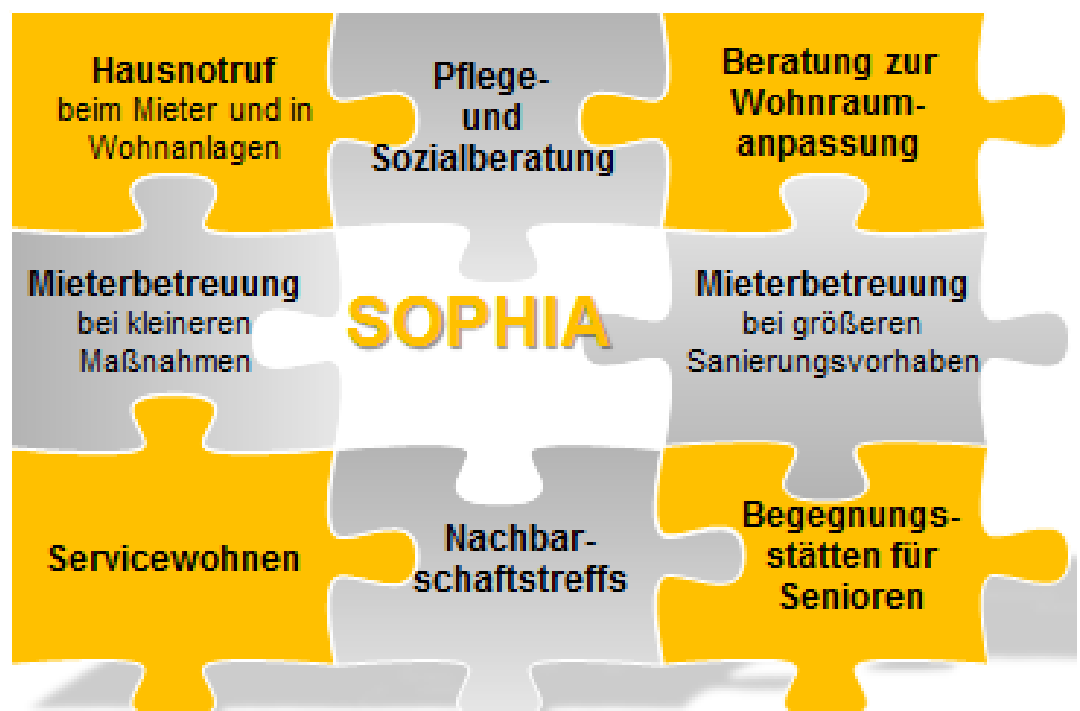 Hausnotruf
beim Mieter und in
Wohnanlagen
Pflege-
und
Sozialberatung
Beratung zur
Wohnraum-
anpassung
Mieterbetreuung
bei kleineren
Maßnahmen
SOPHIA
Mieterbetreuung
bei größeren
Sanierungsvorhaben
Servicewohnen
Nachbar-
schaftstreffs
Begegnungs-
stätten für
Senioren